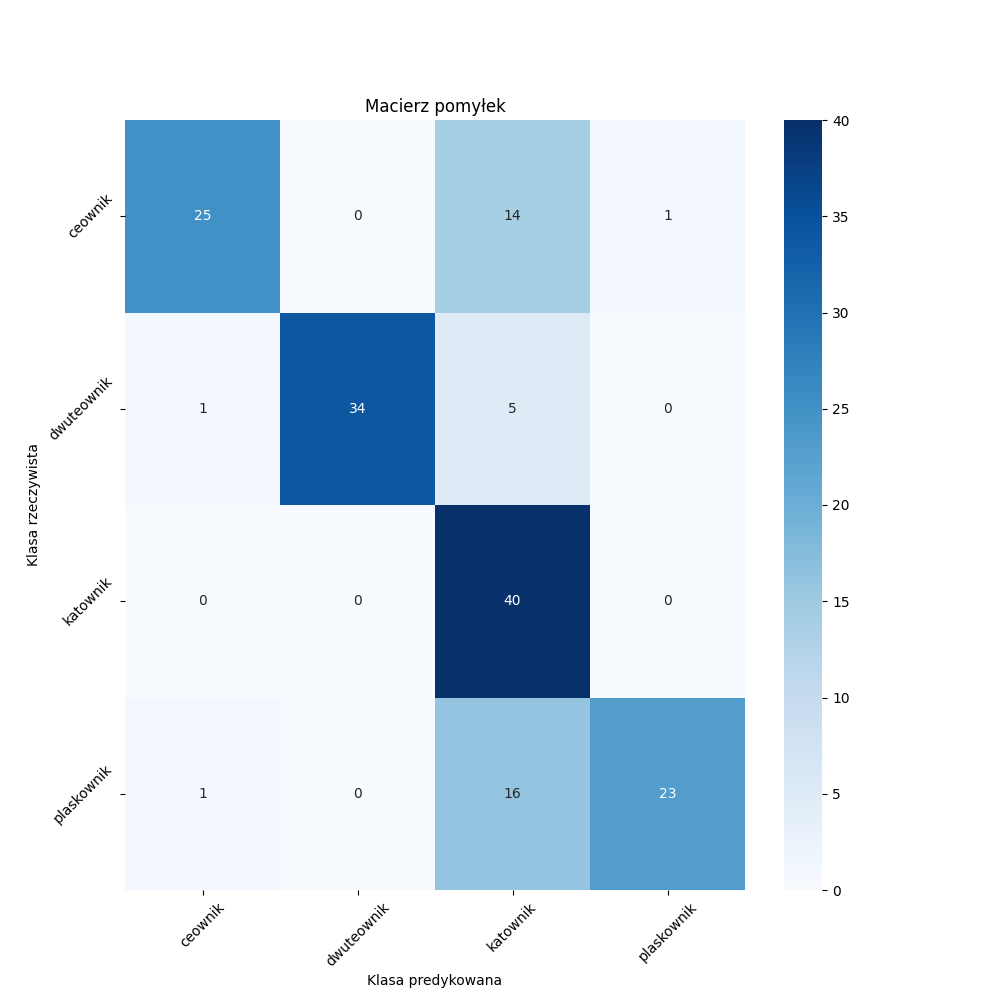 Macierz pomyłek
40
ceownik 25 0 14 1
35
30
dwuteownik 1 34 5 0
25
Klasa rzeczywista
20
katownik 0 0 40 0
15
10
plaskownik 1 0 16 23
5
0
ceownik dwuteownik katownik plaskownik
Klasa predykowana